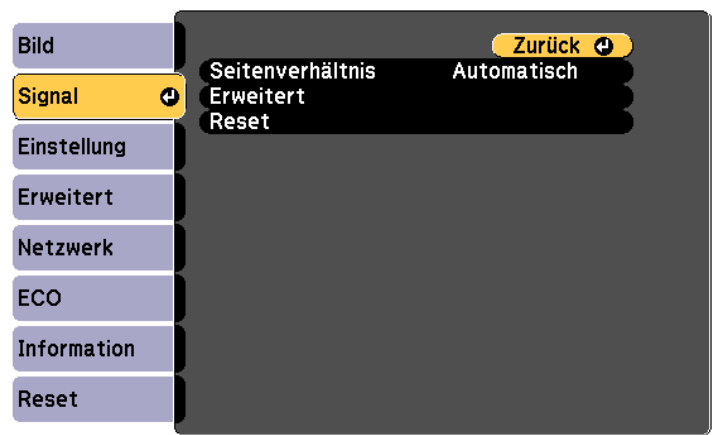 Bild
Signal
Einstellung
Erweitert
Netzwerk
ECO
Information
Reset
Zurück
Seitenverhältnis Automatisch
Erweitert
Reset